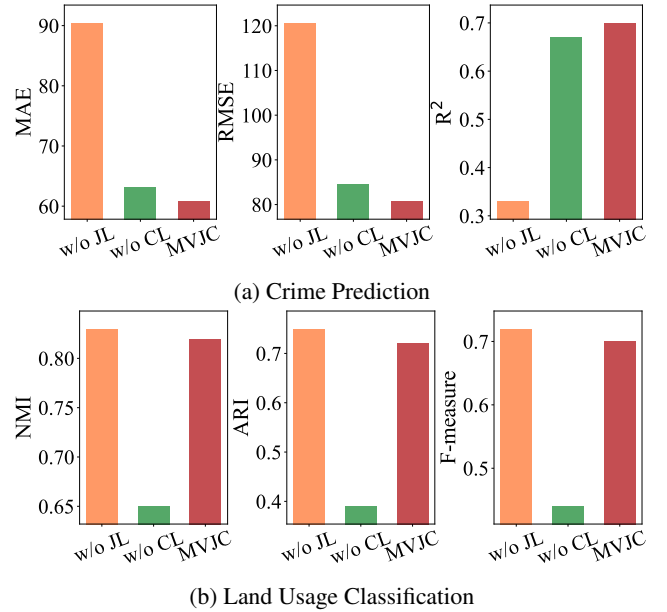 MAE
90
80
70
60
w/o JL
w/o CL
MVJC
RMSE
120
110
100
90
80
w/o JL
w/o CL
MVJC
R²
0.7
0.6
0.5
0.4
0.3
w/o JL
w/o CL
MVJC
(a) Crime Prediction
NMI
0.80
0.75
0.70
0.65
w/o JL
w/o CL
MVJC
ARI
0.7
0.6
0.5
0.4
w/o JL
w/o CL
MVJC
F-measure
0.7
0.6
0.5
w/o JL
w/o CL
MVJC
(b) Land Usage Classification